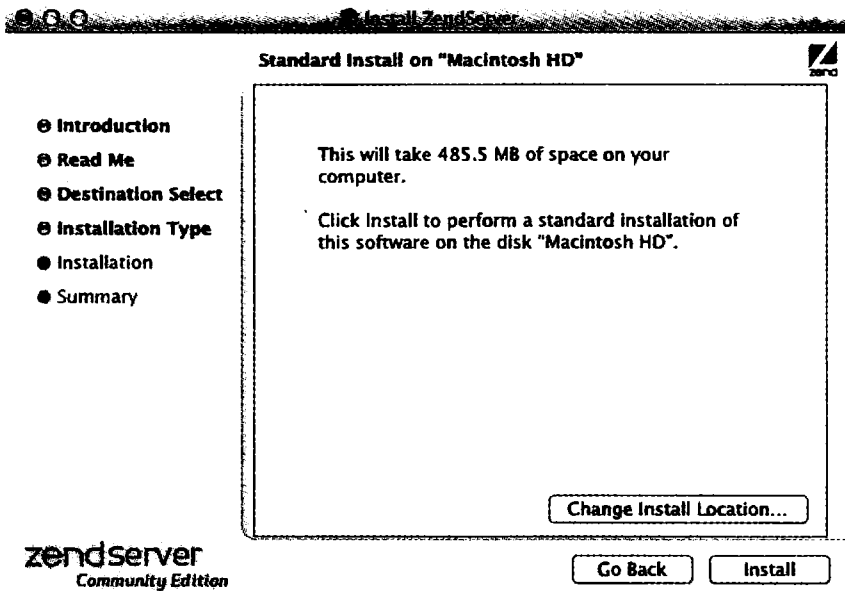 Install ZendServer
Standard Install on "Macintosh HD"
zend
Introduction
Read Me
Destination Select
Installation Type
Installation
Summary
This will take 485.5 MB of space on your
computer.
Click Install to perform a standard installation of
this software on the disk "Macintosh HD".
Change Install Location...
zendserver
Community Edition
Go Back
Install